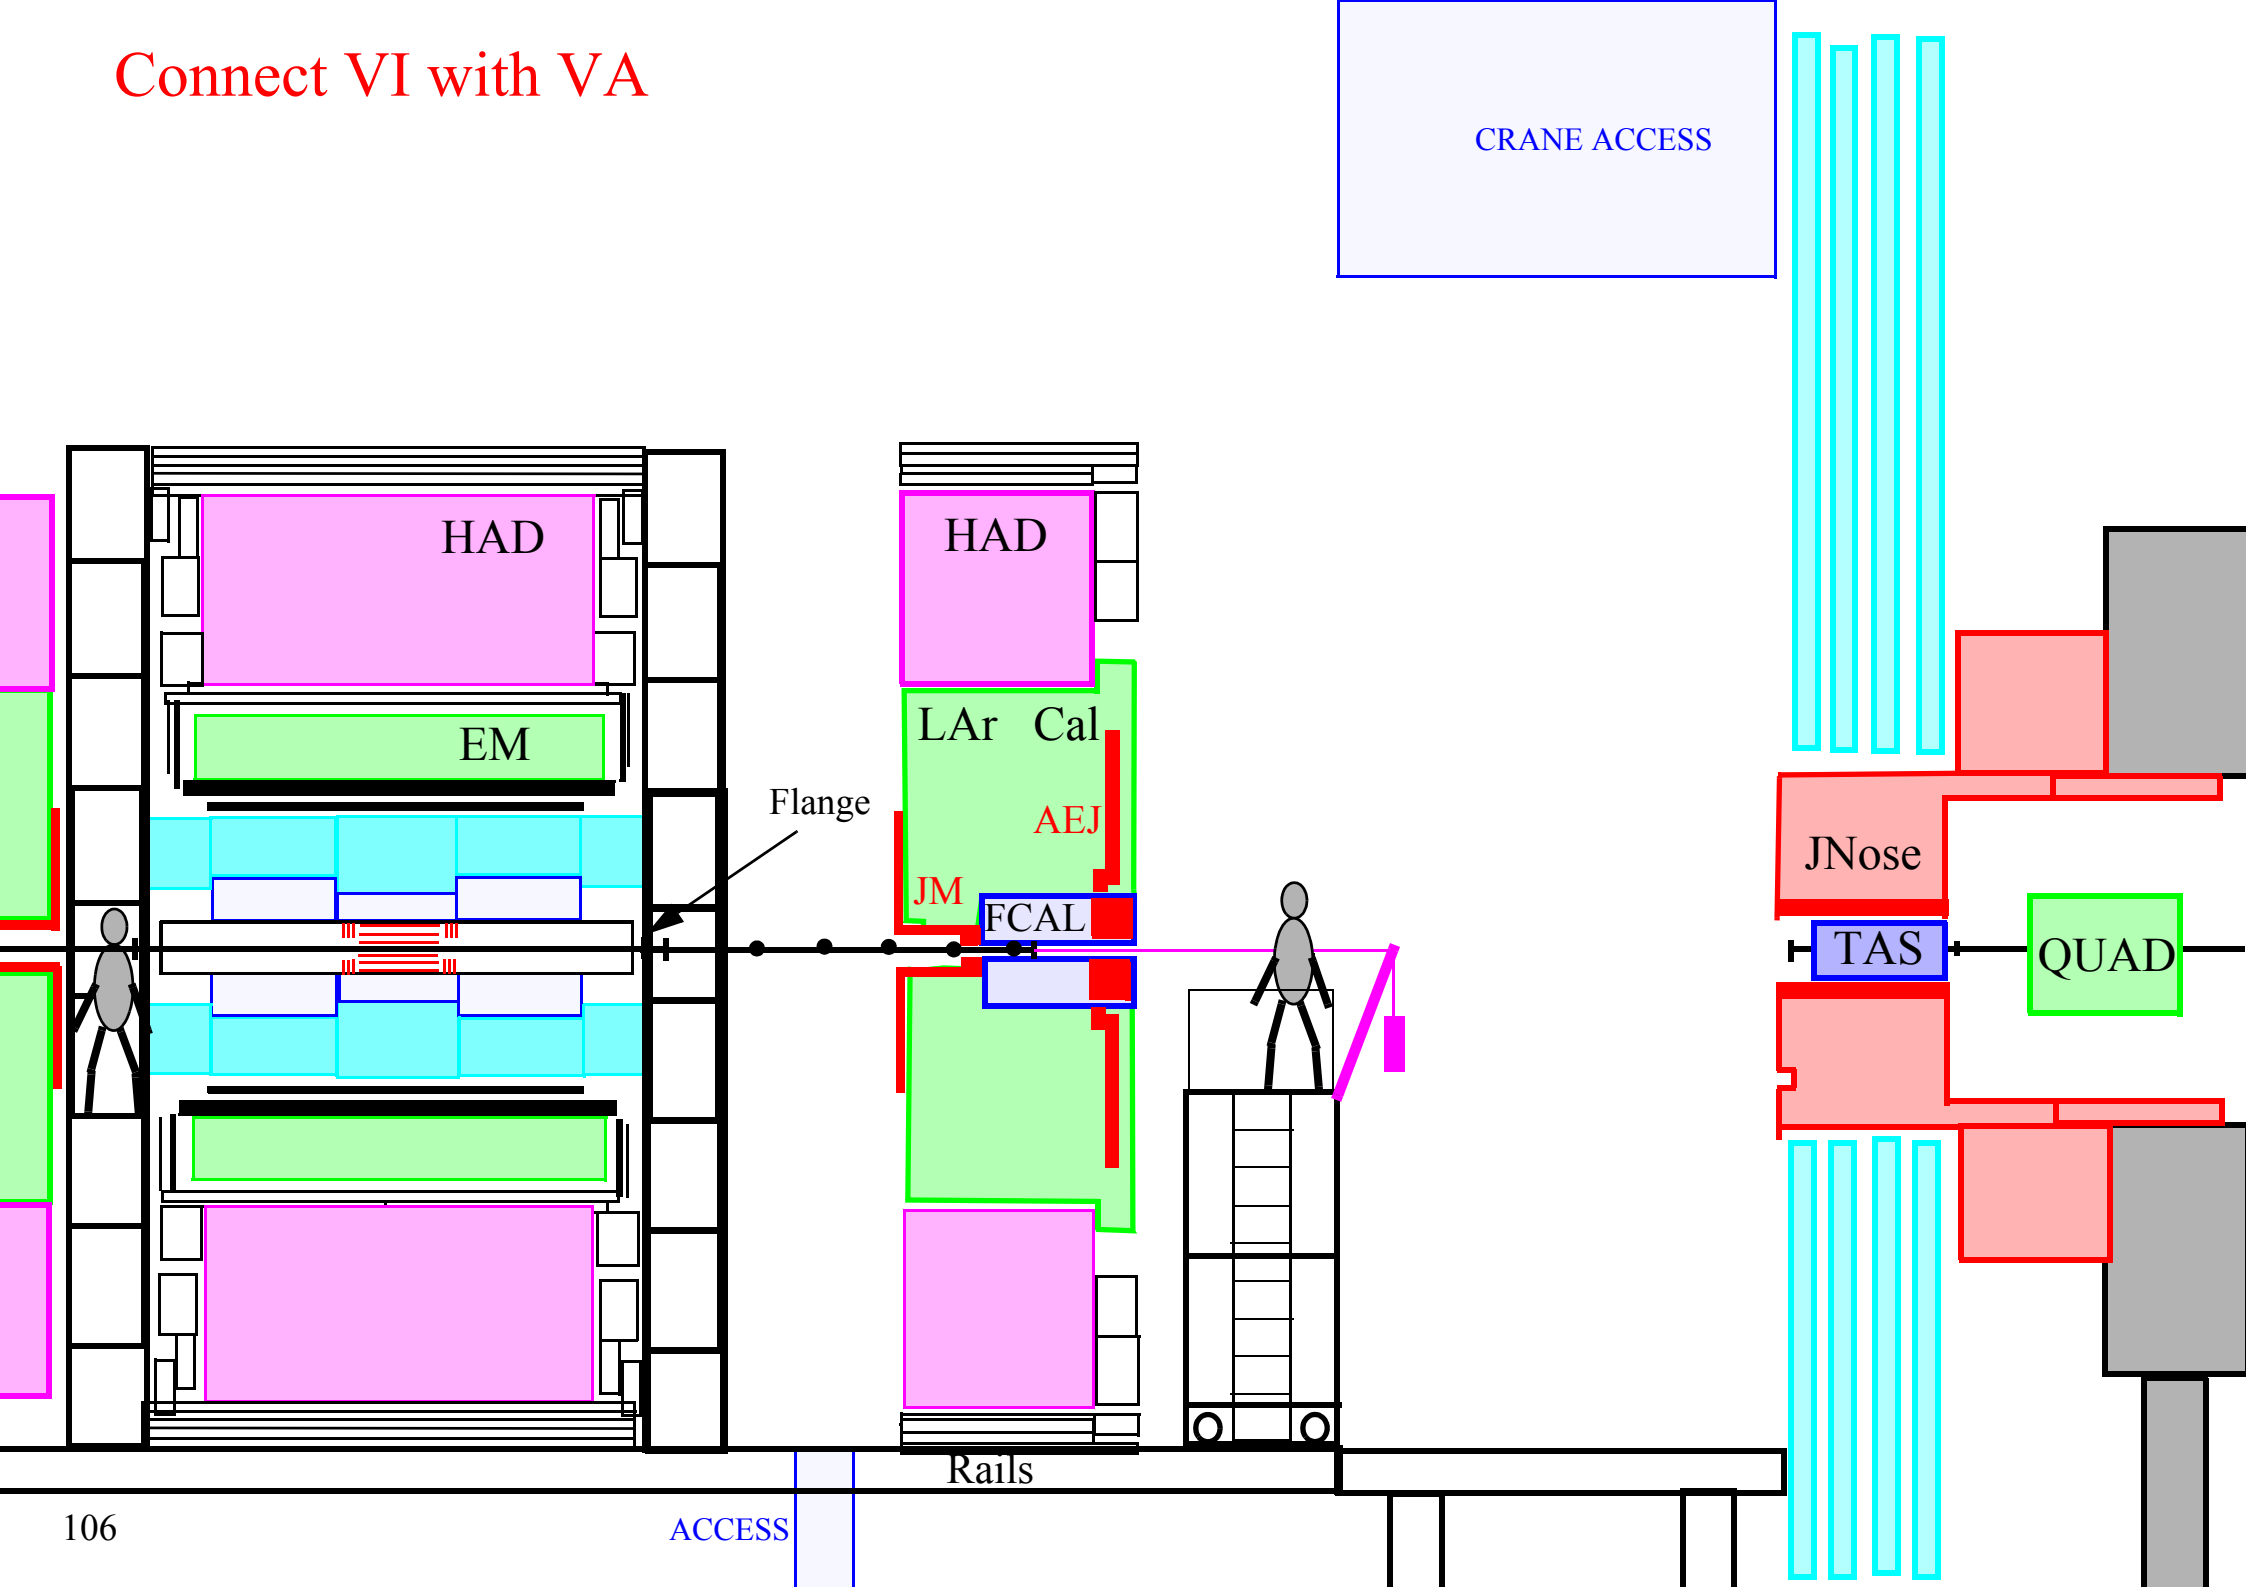 Connect VI with VA
CRANE ACCESS
HAD
HAD
LAr Cal
EM
Flange
AEJ
JNose
JM
FCAL
TAS
QUAD
Rails
106
ACCESS